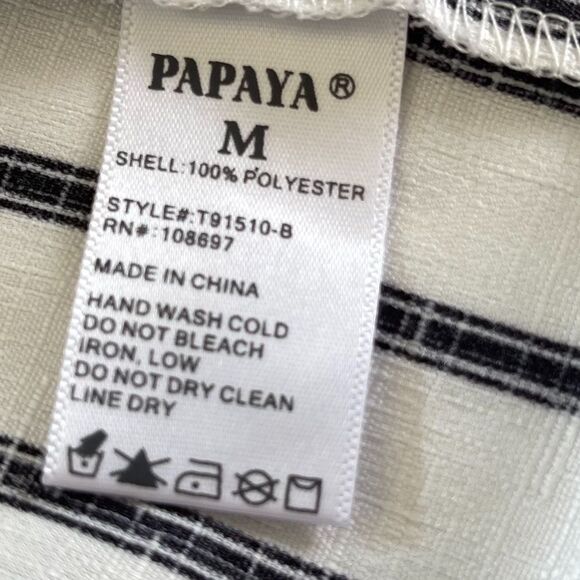 PAPAYA®
M
SHELL:100% POLYESTER
STYLE#:T91510-B
RN#:108697
MADE IN CHINA
HAND WASH COLD
DO NOT BLEACH
IRON, LOW
DO NOT DRY CLEAN
LINE DRY